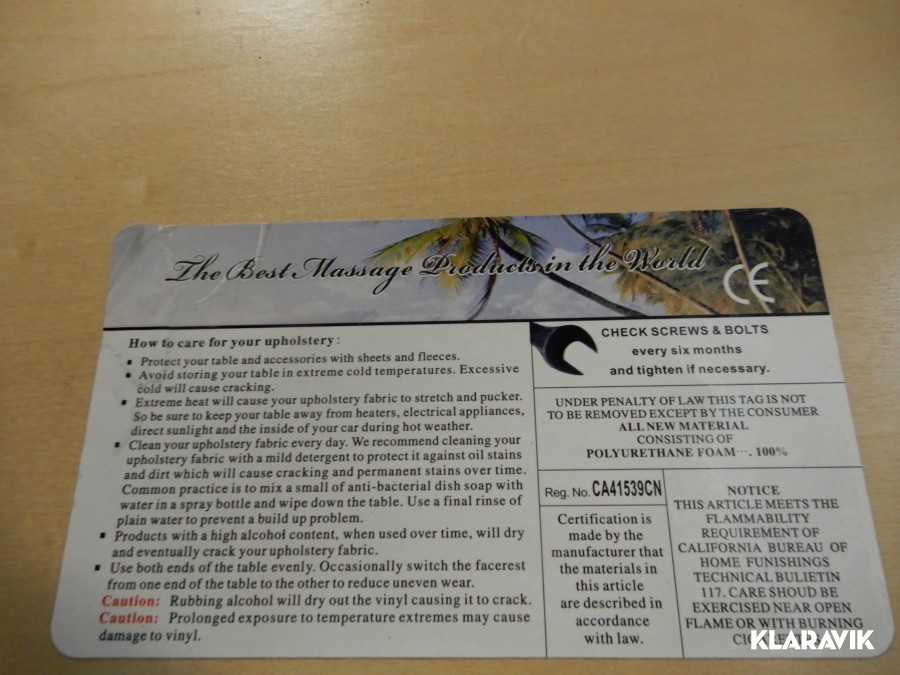 The Best Massage Products in the World
CE
How to care for your upholstery:
▪ Protect your table and accessories with sheets and fleeces.
▪ Avoid storing your table in extreme cold temperatures. Excessive
cold will cause cracking.
▪ Extreme heat will cause your upholstery fabric to stretch and pucker.
So be sure to keep your table away from heaters, electrical appliances,
direct sunlight and the inside of your car during hot weather.
▪ Clean your upholstery fabric every day. We recommend cleaning your
upholstery fabric with a mild detergent to protect it against oil stains
and dirt which will cause cracking and permanent stains over time.
Common practice is to mix a small of anti-bacterial dish soap with
water in a spray bottle and wipe down the table. Use a final rinse of
plain water to prevent a build up problem.
▪ Products with a high alcohol content, when used over time, will dry
and eventually crack your upholstery fabric.
▪ Use both ends of the table evenly. Occasionally switch the facerest
from one end of the table to the other to reduce uneven wear.
Caution: Rubbing alcohol will dry out the vinyl causing it to crack.
Caution: Prolonged exposure to temperature extremes may cause
damage to vinyl.
CHECK SCREWS & BOLTS
every six months
and tighten if necessary.
UNDER PENALTY OF LAW THIS TAG IS NOT
TO BE REMOVED EXCEPT BY THE CONSUMER
ALL NEW MATERIAL
CONSISTING OF
POLYURETHANE FOAM···. 100%
Reg. No. CA41539CN
Certification is
made by the
manufacturer that
the materials in
this article
are described in
accordance
with law.
NOTICE
THIS ARTICLE MEETS THE
FLAMMABILITY
REQUIREMENT OF
CALIFORNIA BUREAU OF
HOME FUNISHINGS
TECHNICAL BULIETIN
117. CARE SHOULD BE
EXERCISED NEAR OPEN
FLAME OR WITH BURNING
KLARAVIK